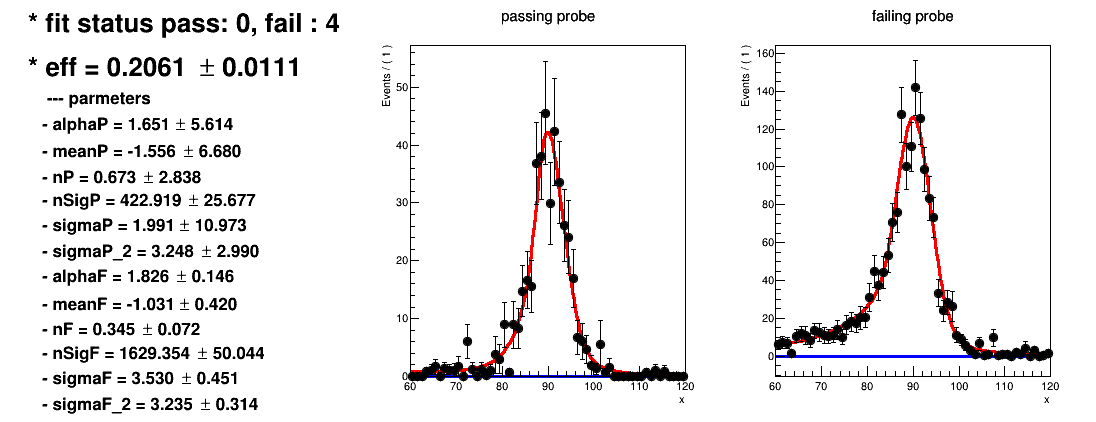 * fit status pass: 0, fail : 4
* eff = 0.2061 ± 0.0111
--- parmeters
- alphaP = 1.651 ± 5.614
- meanP = -1.556 ± 6.680
- nP = 0.673 ± 2.838
- nSigP = 422.919 ± 25.677
- sigmaP = 1.991 ± 10.973
- sigmaP_2 = 3.248 ± 2.990
- alphaF = 1.826 ± 0.146
- meanF = -1.031 ± 0.420
- nF = 0.345 ± 0.072
- nSigF = 1629.354 ± 50.044
- sigmaF = 3.530 ± 0.451
- sigmaF_2 = 3.235 ± 0.314
passing probe
Events / ( 1 )
50
40
30
20
10
0
60 70 80 90 100 110 120
x
failing probe
Events / ( 1 )
160
140
120
100
80
60
40
20
0
60 70 80 90 100 110 120
x